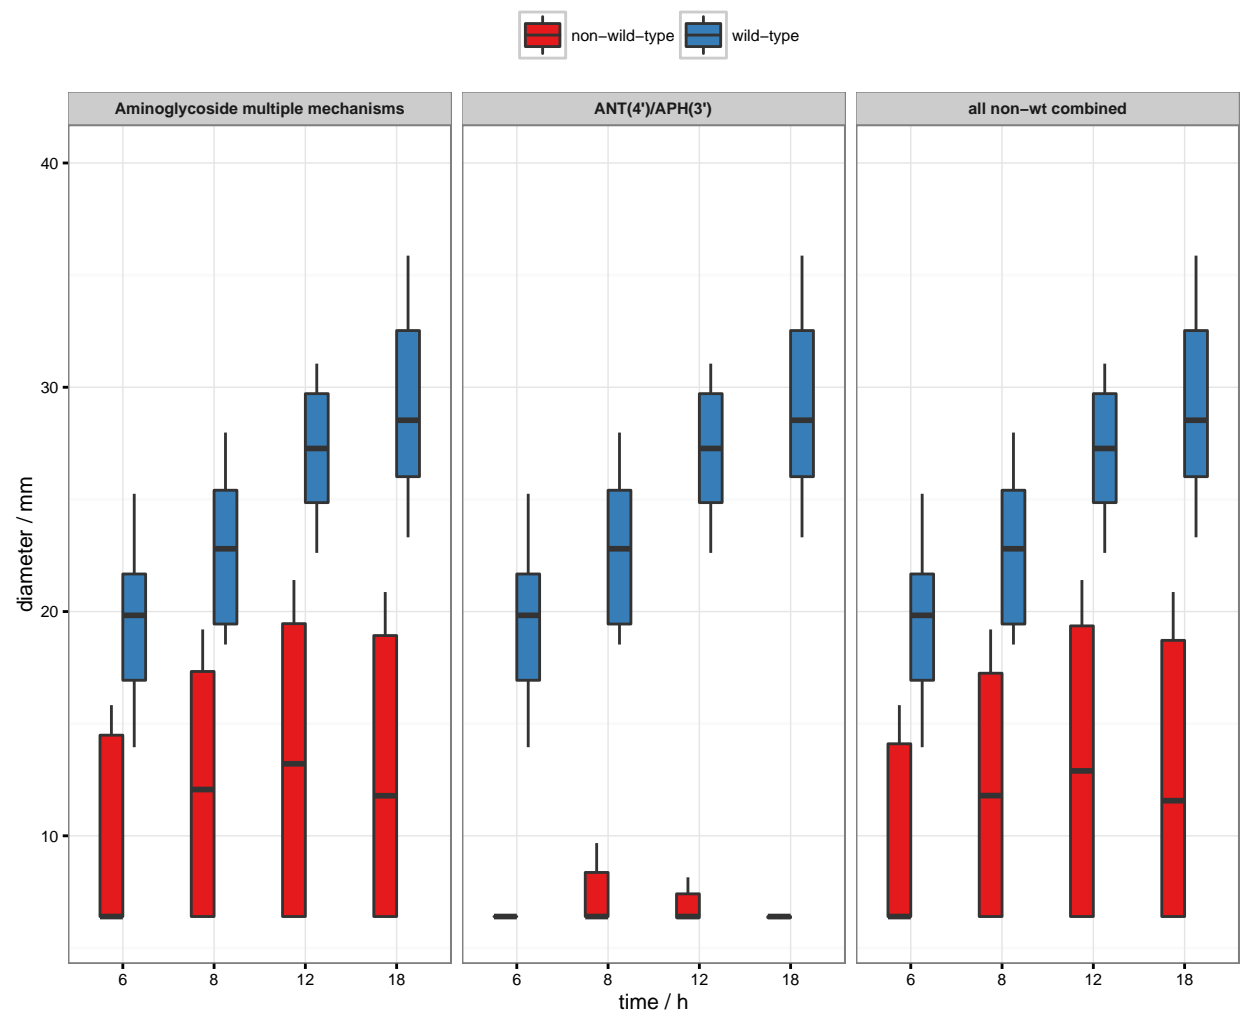 non−wild−type wild−type
Aminoglycoside multiple mechanisms ANT(4')/APH(3') all non−wt combined
40
30
20
10
diameter / mm
6 8 12 18 6 8 12 18 6 8 12 18
time / h